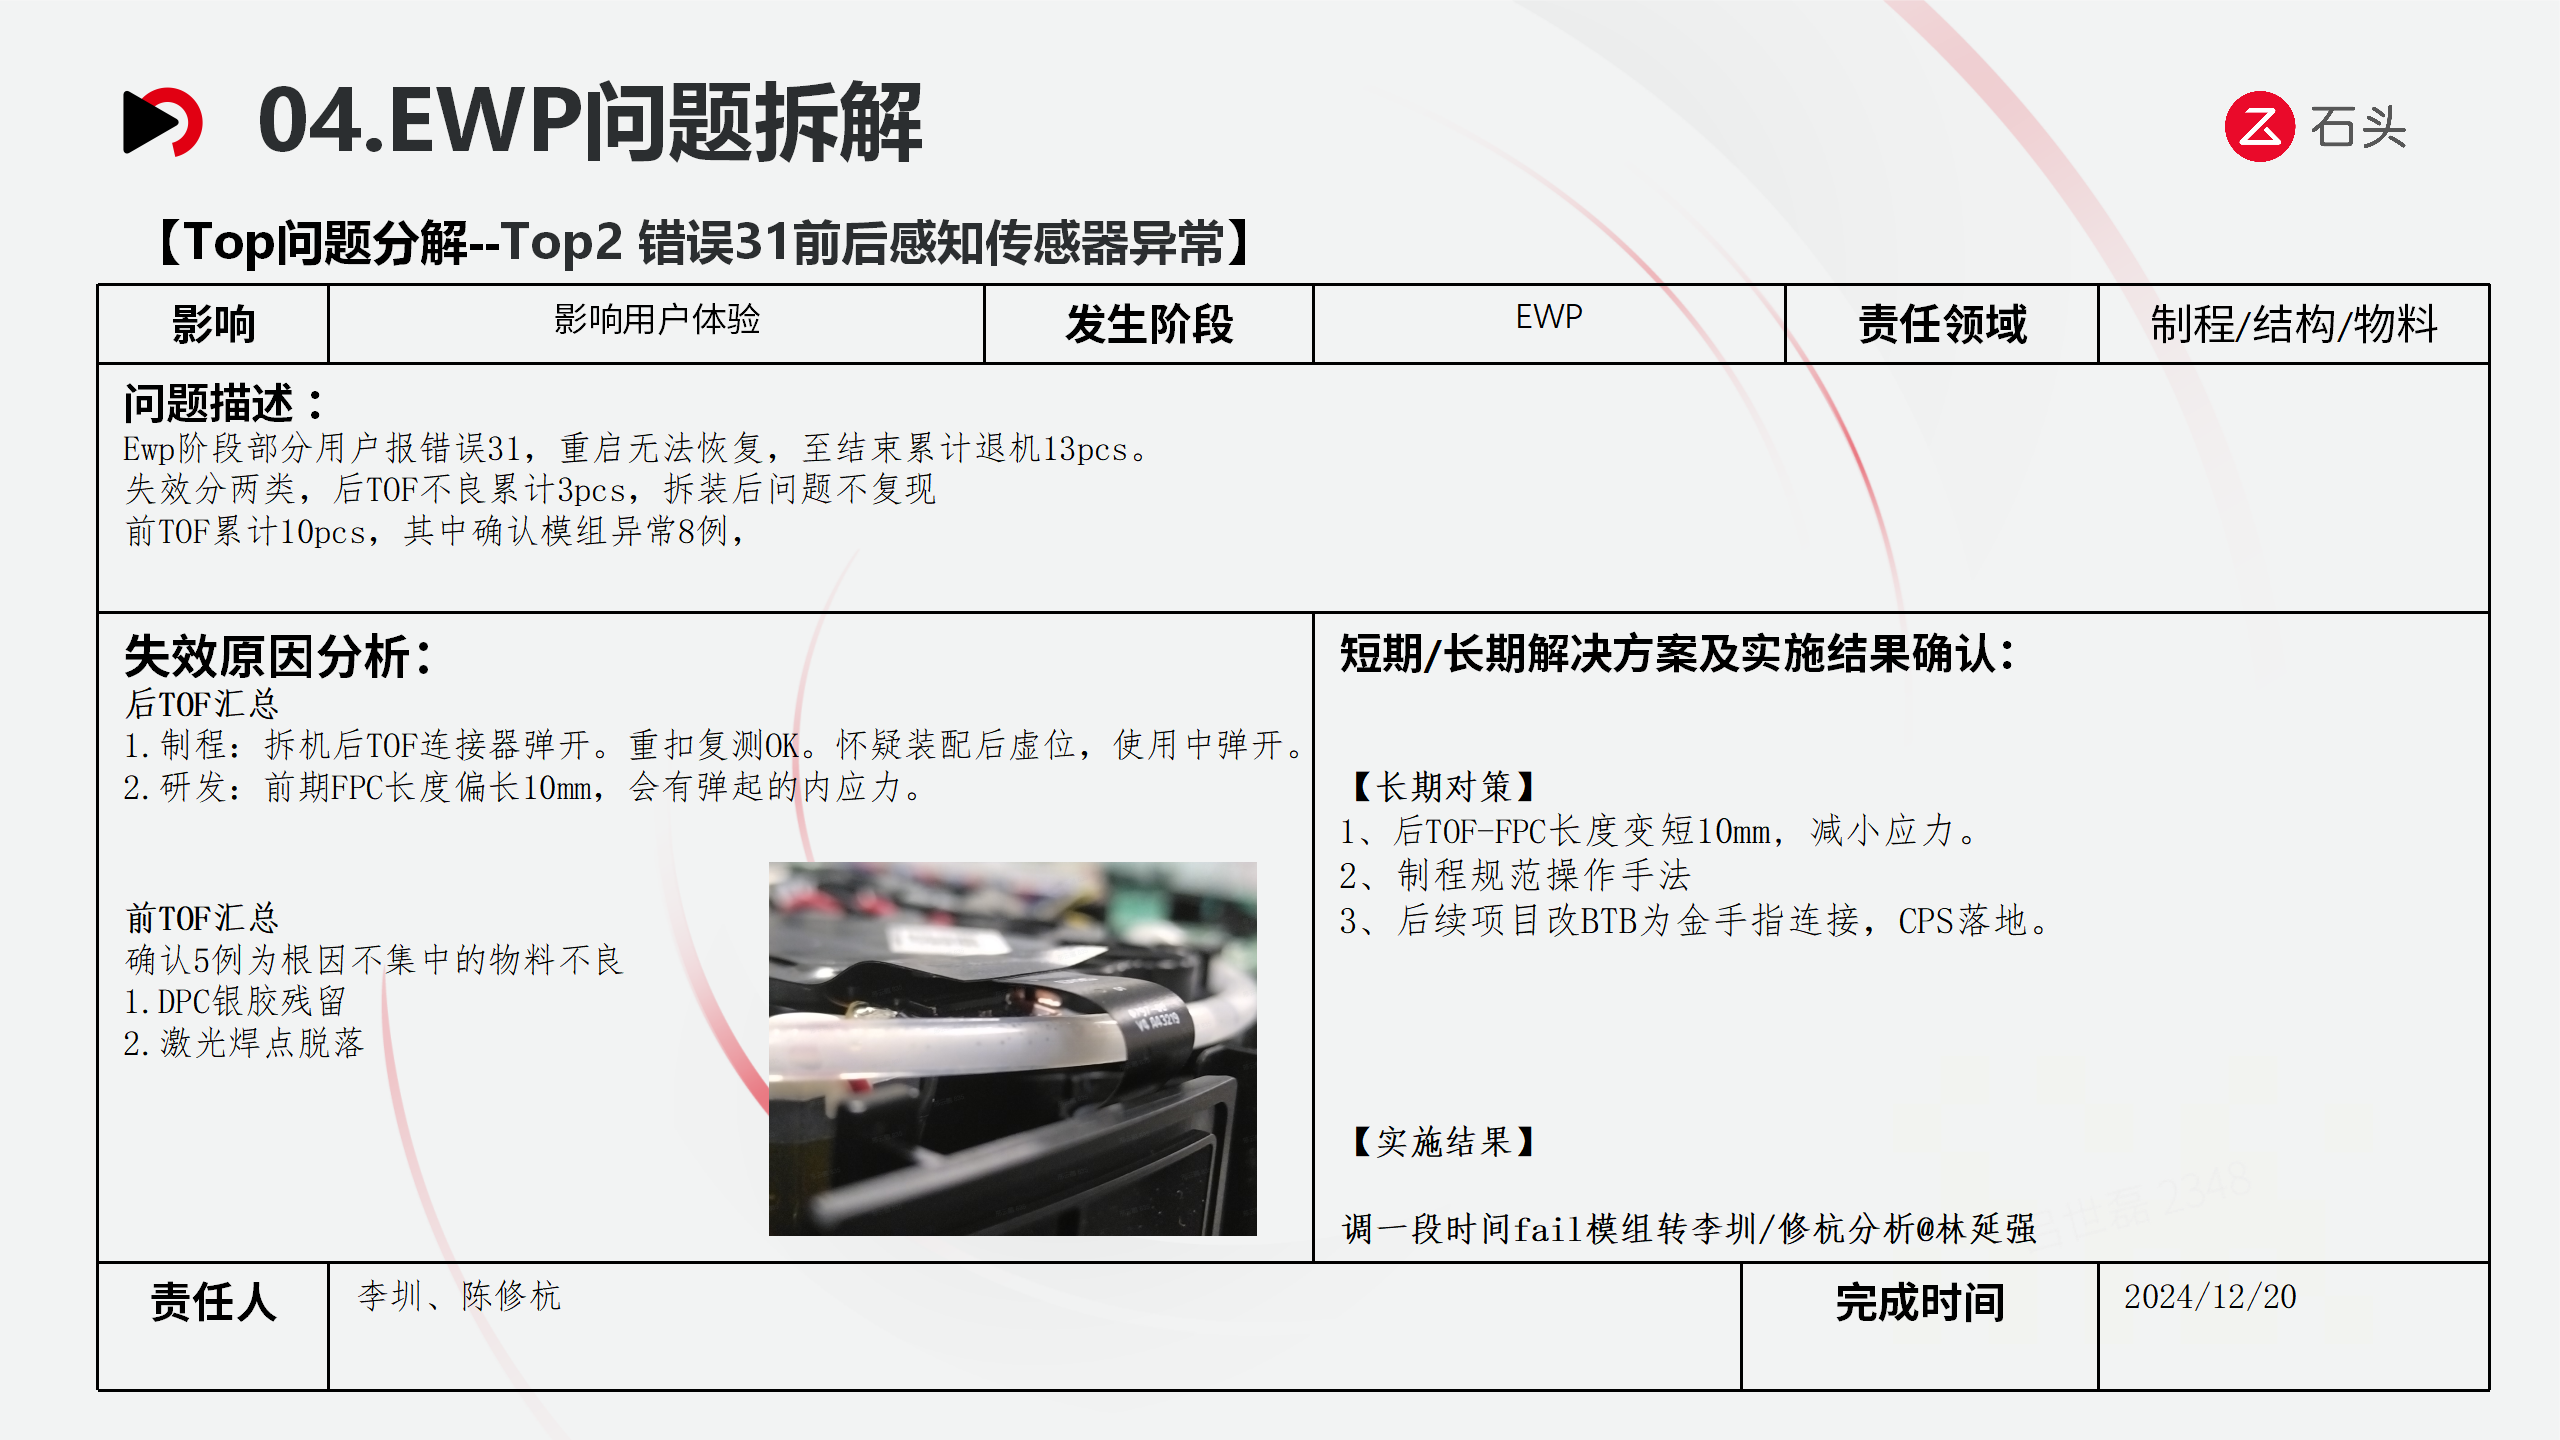 04.EWP问题拆解
石头
【Top问题分解--Top2 错误31前后感知传感器异常】
影响
影响用户体验
发生阶段
EWP
责任领域
制程/结构/物料
问题描述：
Ewp阶段部分用户报错误31，重启无法恢复，至结束累计退机13pcs。
失效分两类，后TOF不良累计3pcs，拆装后问题不复现
前TOF累计10pcs，其中确认模组异常8例，
失效原因分析：
后TOF汇总
1.制程：拆机后TOF连接器弹开。重扣复测OK。怀疑装配后虚位，使用中弹开。
2.研发：前期FPC长度偏长10mm，会有弹起的内应力。
前TOF汇总
确认5例为根因不集中的物料不良
1.DPC银胶残留
2.激光焊点脱落
短期/长期解决方案及实施结果确认：
【长期对策】
1、后TOF-FPC长度变短10mm，减小应力。
2、制程规范操作手法
3、后续项目改BTB为金手指连接，CPS落地。
【实施结果】
调一段时间fail模组转李圳/修杭分析@林延强
责任人
李圳、陈修杭
完成时间
2024/12/20